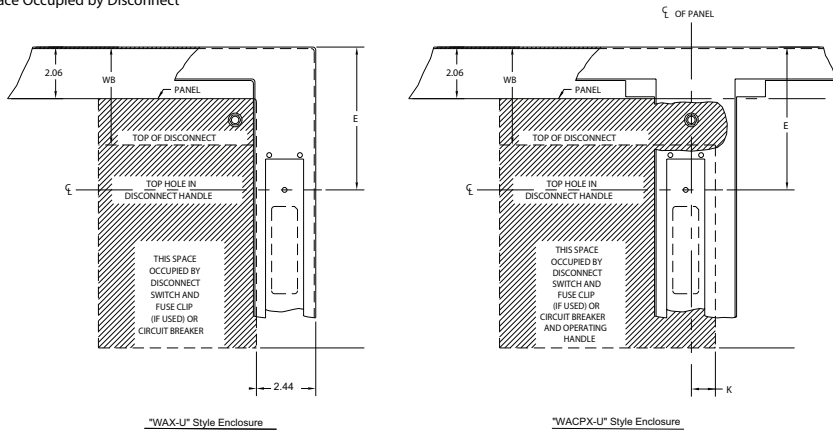 ace Occupied by Disconnect
℄ OF PANEL
2.06
WB
PANEL
E
TOP OF DISCONNECT
℄
TOP HOLE IN
DISCONNECT HANDLE
THIS SPACE
OCCUPIED BY
DISCONNECT
SWITCH AND
FUSE CLIP
(IF USED) OR
CIRCUIT BREAKER
2.44
"WAX-U" Style Enclosure
2.06
WB
PANEL
E
TOP OF DISCONNECT
℄
TOP HOLE IN
DISCONNECT HANDLE
THIS SPACE
OCCUPIED BY
DISCONNECT
SWITCH AND
FUSE CLIP
(IF USED) OR
CIRCUIT BREAKER
AND OPERATING
HANDLE
K
"WACPX-U" Style Enclosure